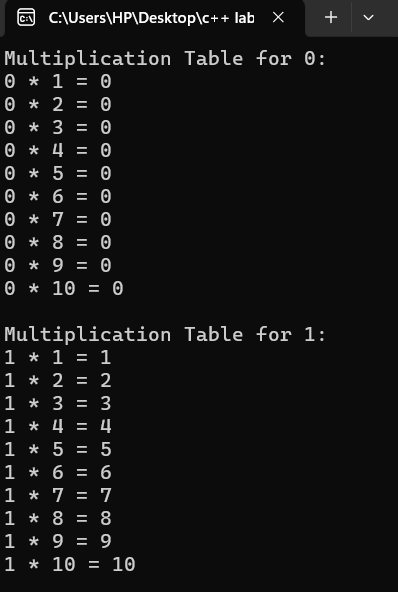 C:\Users\HP\Desktop\c++ lab
Multiplication Table for 0:
0 * 1 = 0
0 * 2 = 0
0 * 3 = 0
0 * 4 = 0
0 * 5 = 0
0 * 6 = 0
0 * 7 = 0
0 * 8 = 0
0 * 9 = 0
0 * 10 = 0

Multiplication Table for 1:
1 * 1 = 1
1 * 2 = 2
1 * 3 = 3
1 * 4 = 4
1 * 5 = 5
1 * 6 = 6
1 * 7 = 7
1 * 8 = 8
1 * 9 = 9
1 * 10 = 10